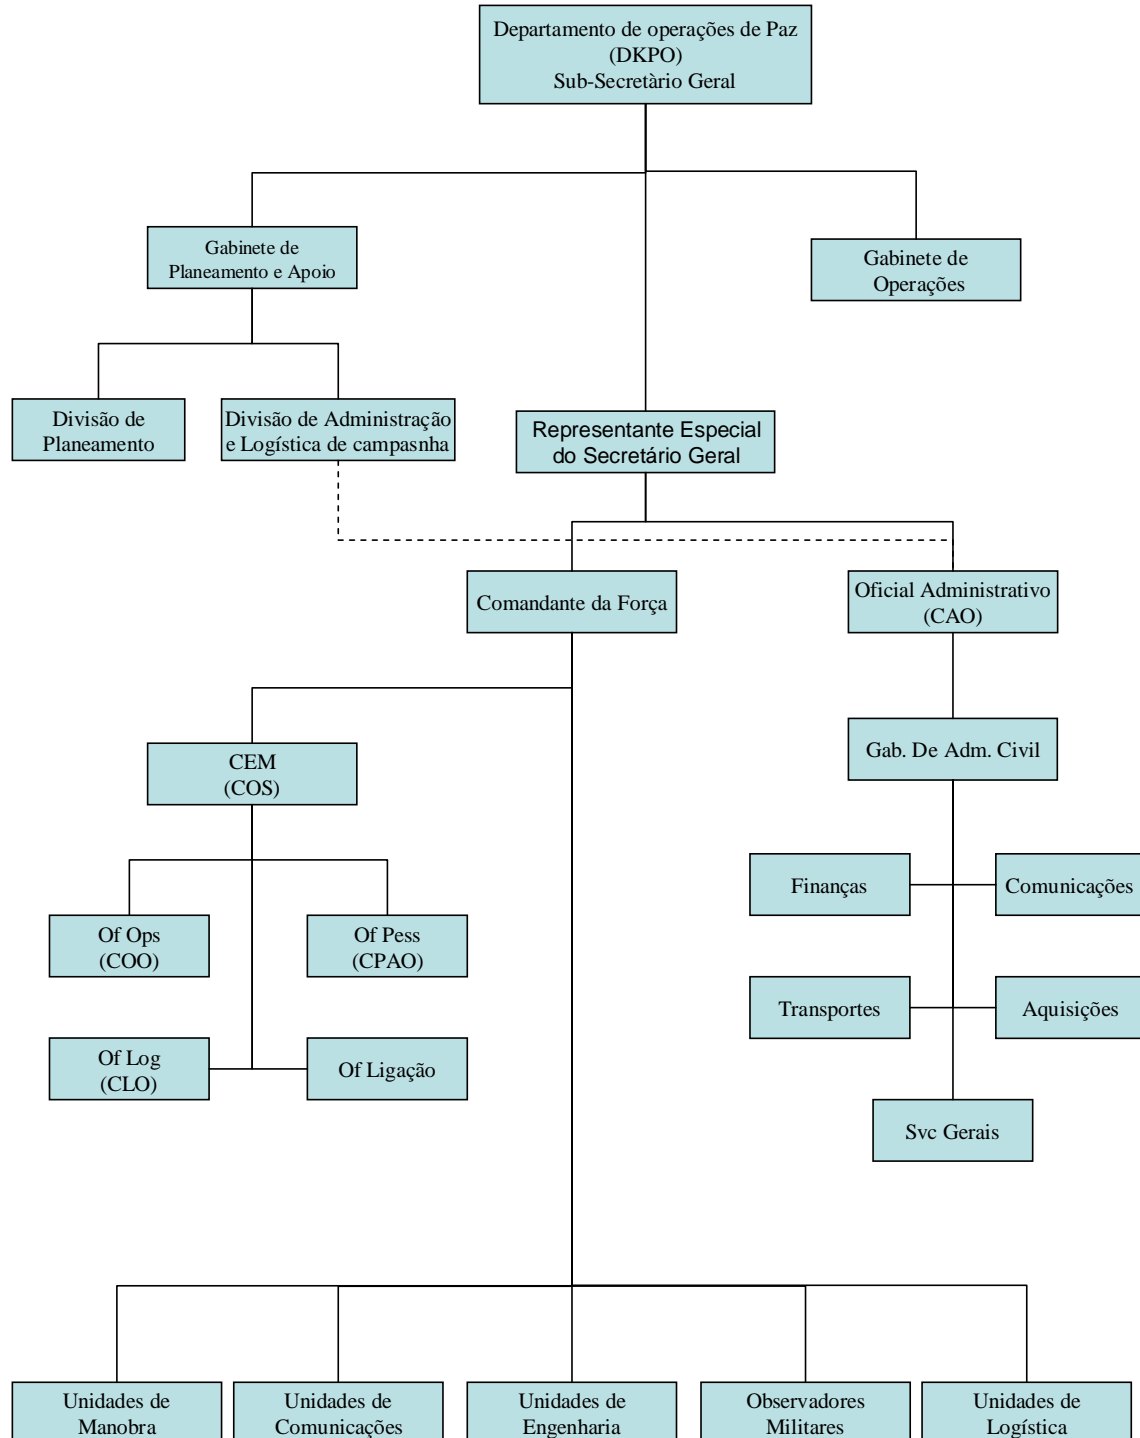 Departamento de operações de Paz
(DKPO)
Sub-Secretàrio Geral
Gabinete de
Planeamento e Apoio
Gabinete de
Operações
Divisão de
Planeamento
Divisão de Administração
e Logística de campasnha
Representante Especial
do Secretário Geral
Comandante da Força
Oficial Administrativo
(CAO)
CEM
(COS)
Gab. De Adm. Civil
Of Ops
(COO)
Of Pess
(CPAO)
Finanças
Comunicações
Of Log
(CLO)
Of Ligação
Transportes
Aquisições
Svc Gerais
Unidades de
Manobra
Unidades de
Comunicações
Unidades de
Engenharia
Observadores
Militares
Unidades de
Logística